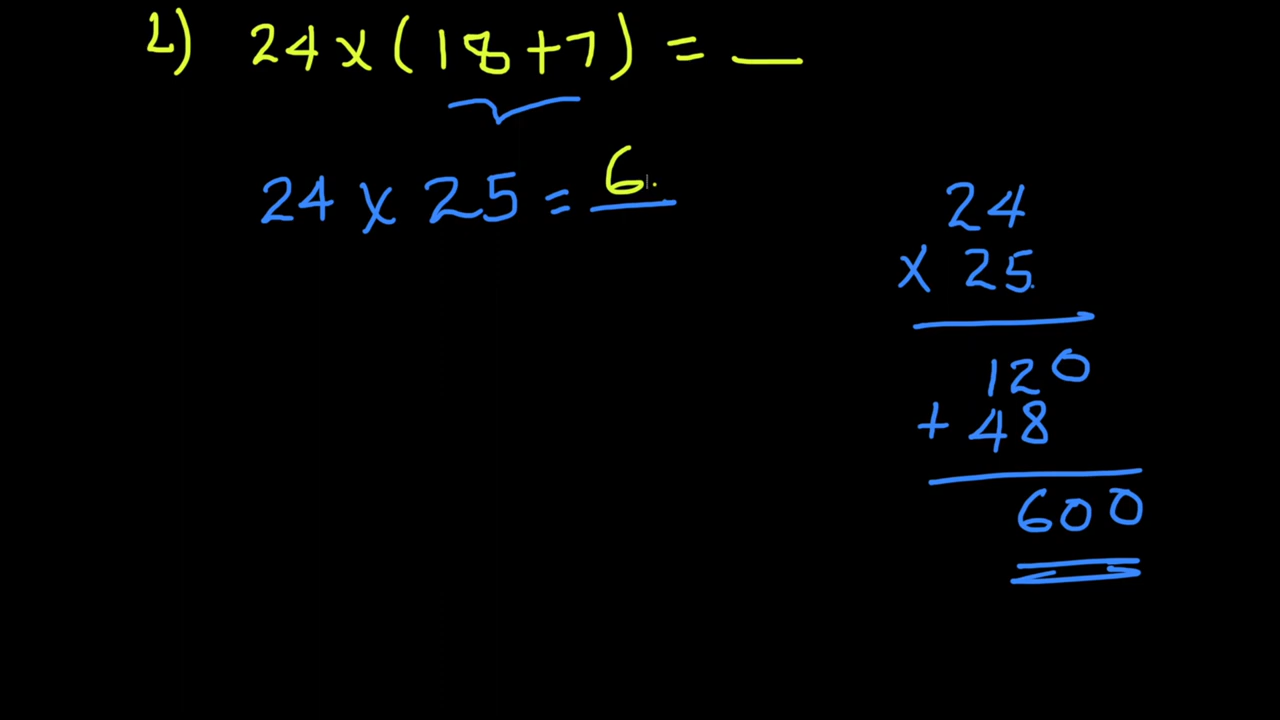 2) 24 x (18+7) = __
24 x 25 = 6
24
x 25
120
+ 48
600